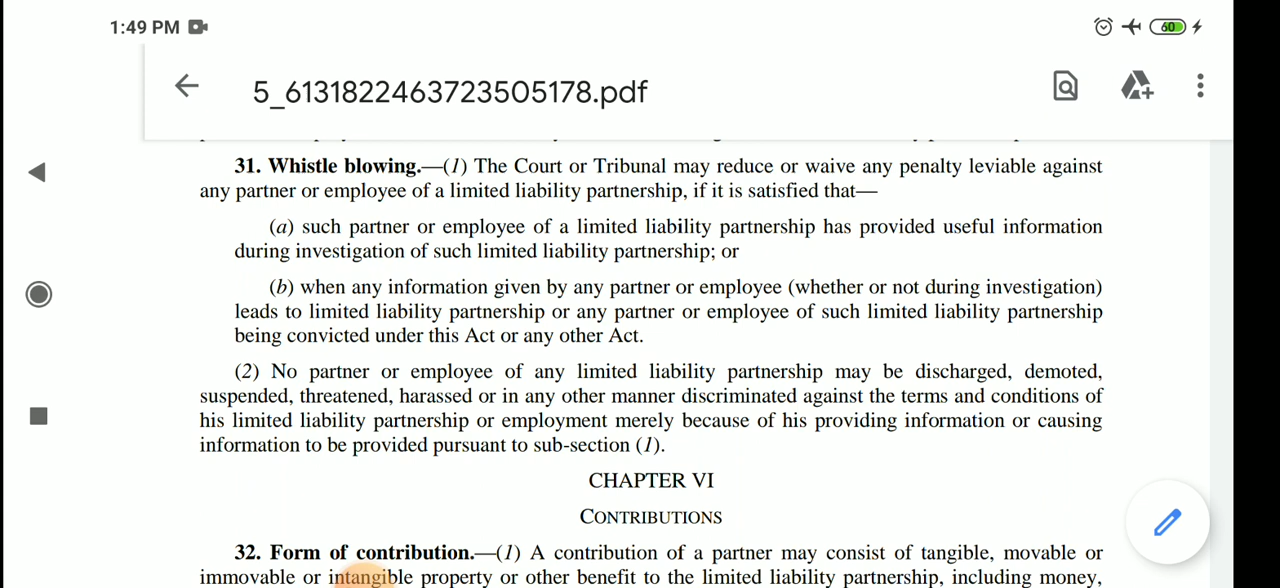 1:49 PM
60
5_6131822463723505178.pdf
31. Whistle blowing.—(1) The Court or Tribunal may reduce or waive any penalty leviable against
any partner or employee of a limited liability partnership, if it is satisfied that—
(a) such partner or employee of a limited liability partnership has provided useful information
during investigation of such limited liability partnership; or
(b) when any information given by any partner or employee (whether or not during investigation)
leads to limited liability partnership or any partner or employee of such limited liability partnership
being convicted under this Act or any other Act.
(2) No partner or employee of any limited liability partnership may be discharged, demoted,
suspended, threatened, harassed or in any other manner discriminated against the terms and conditions of
his limited liability partnership or employment merely because of his providing information or causing
information to be provided pursuant to sub-section (1).
CHAPTER VI
CONTRIBUTIONS
32. Form of contribution.—(1) A contribution of a partner may consist of tangible, movable or
immovable or intangible property or other benefit to the limited liability partnership, including money,